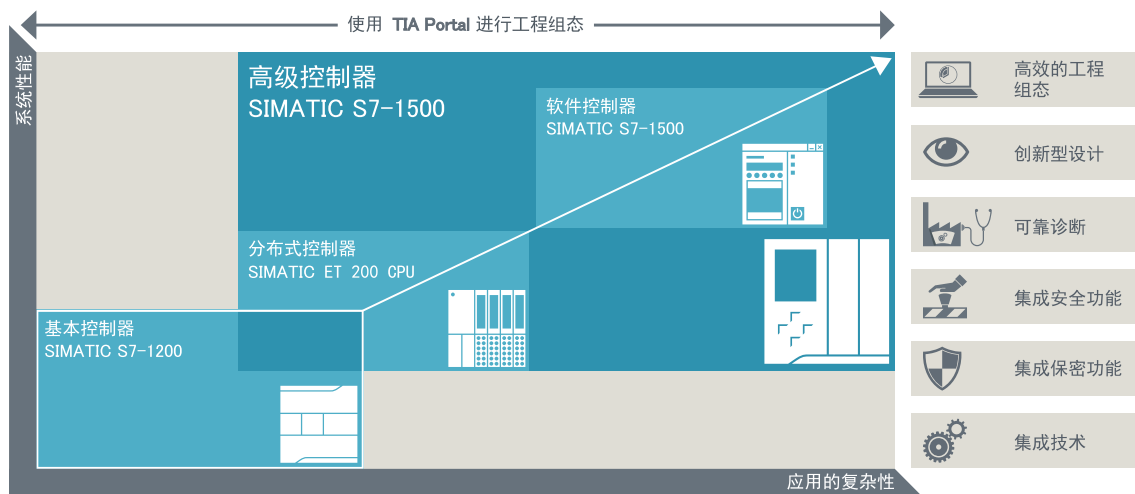 使用 TIA Portal 进行工程组态
系统性能
高级控制器
SIMATIC S7-1500
软件控制器
SIMATIC S7-1500
分布式控制器
SIMATIC ET 200 CPU
基本控制器
SIMATIC S7-1200
应用的复杂性
高效的工程
组态
创新型设计
可靠诊断
集成安全功能
集成保密功能
集成技术